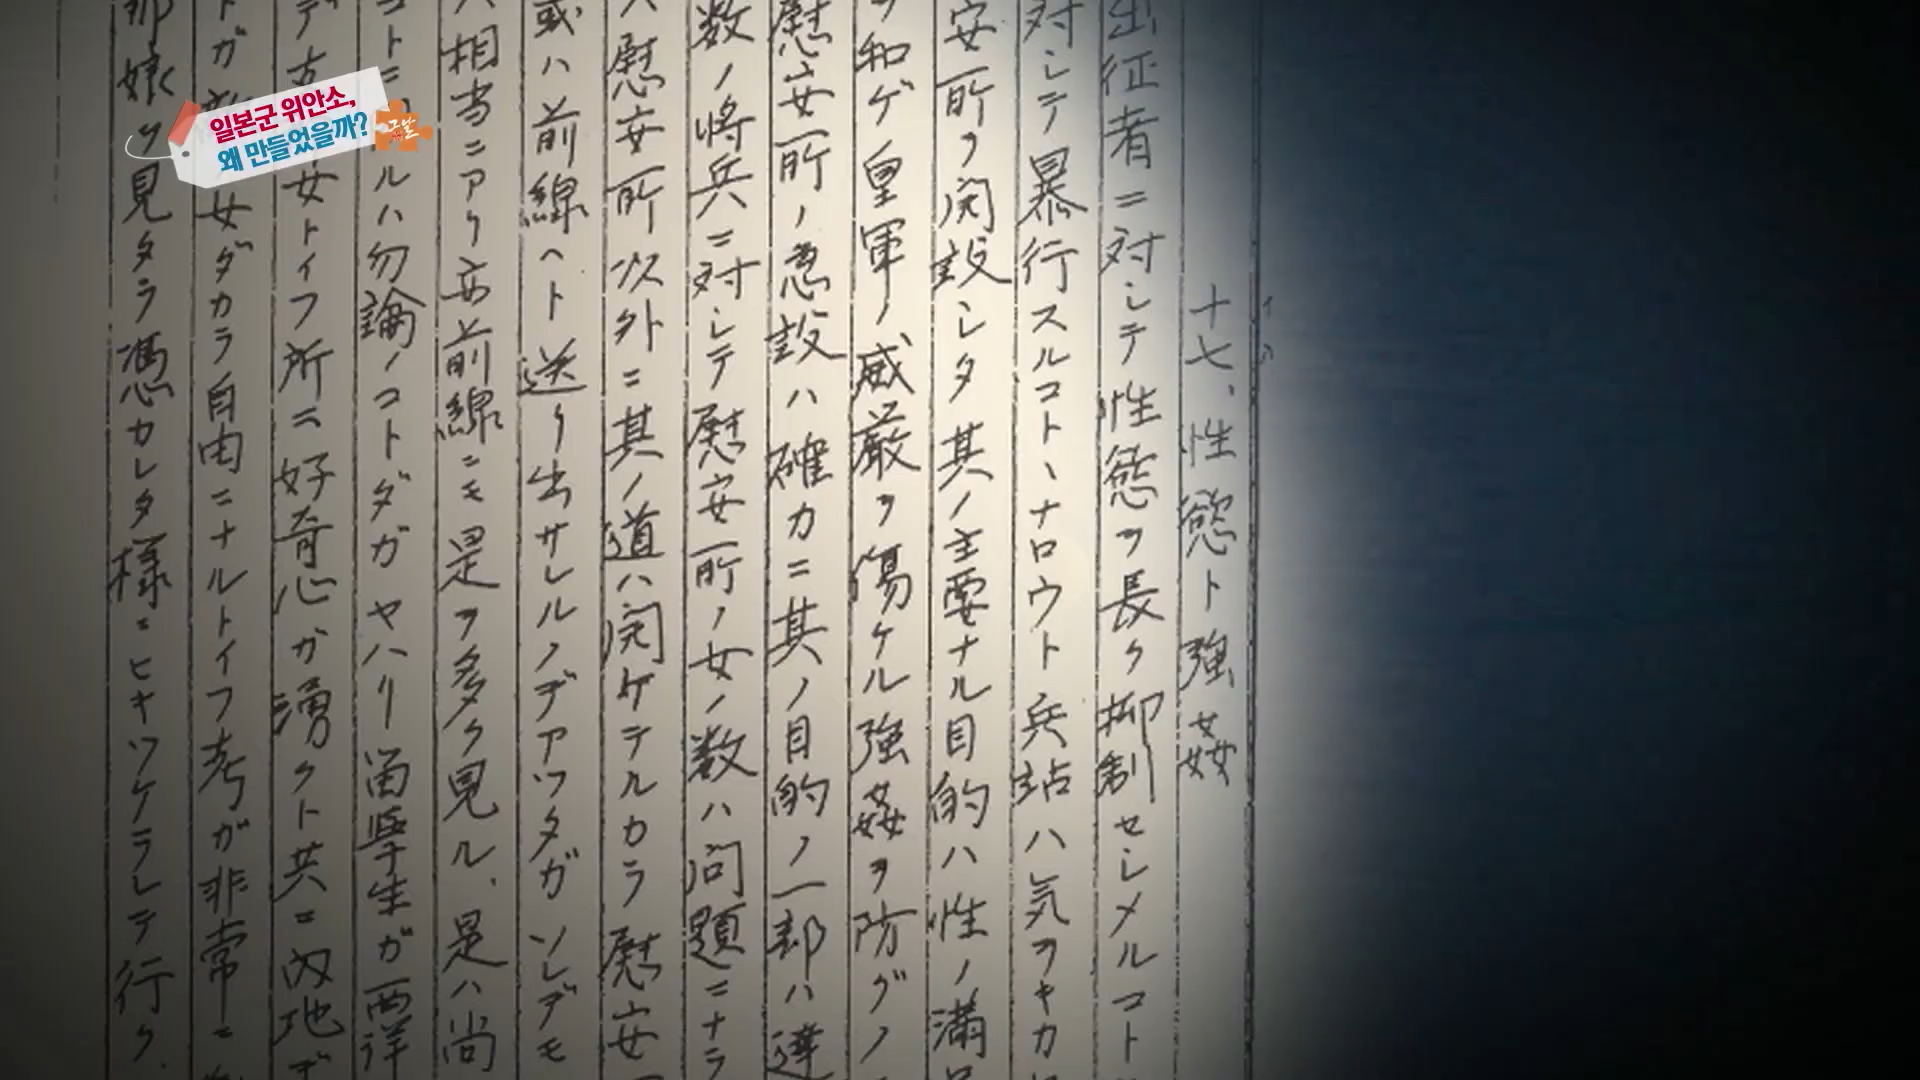 일본군 위안소,
왜 만들었을까?
그날
十七、性慾ト強姦
出征者ニ対シテ性慾ヲ長ク抑制セシメルコト
対シテ暴行スルコトヽナロウト兵站ハ気ヲキカ
安所ヲ開設シタ其ノ主要ナル目的ハ性ノ満
ヲ和ゲ皇軍ノ威厳ヲ傷ケル強姦ヲ防グノ
慰安所ノ急設ハ確カニ其ノ目的ノ一部ハ達
数ノ将兵ニ対シテ慰安所ノ女ノ数ハ問題ニナラ
慰安所以外ニ其ノ道ハ開ケテルカラ慰安
或ハ前線ヘト送リ出サレルノデアツタガソレデモ
相当ニアリ前線ニモ是ヲ多ク見ル、是ハ尚
ルハ勿論ノコトダガヤハリ留学生ガ西洋
女トイフ所ニ好奇心ガ湧クト共ニ内地デ
女ダカラ自由ニナルトイフ考ガ非常ニ
娘ヲ見タラ憑カレタ様ニヒキツケラレテ行ク、